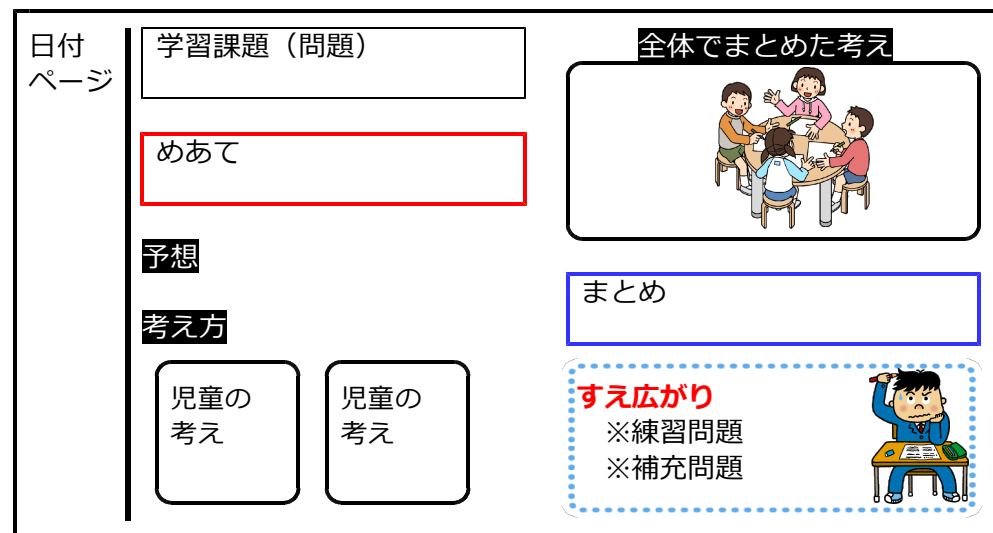 日付
ページ
学習課題（問題）
めあて
予想
考え方
児童の
考え
児童の
考え
全体でまとめた考え
まとめ
すえ広がり
※練習問題
※補充問題